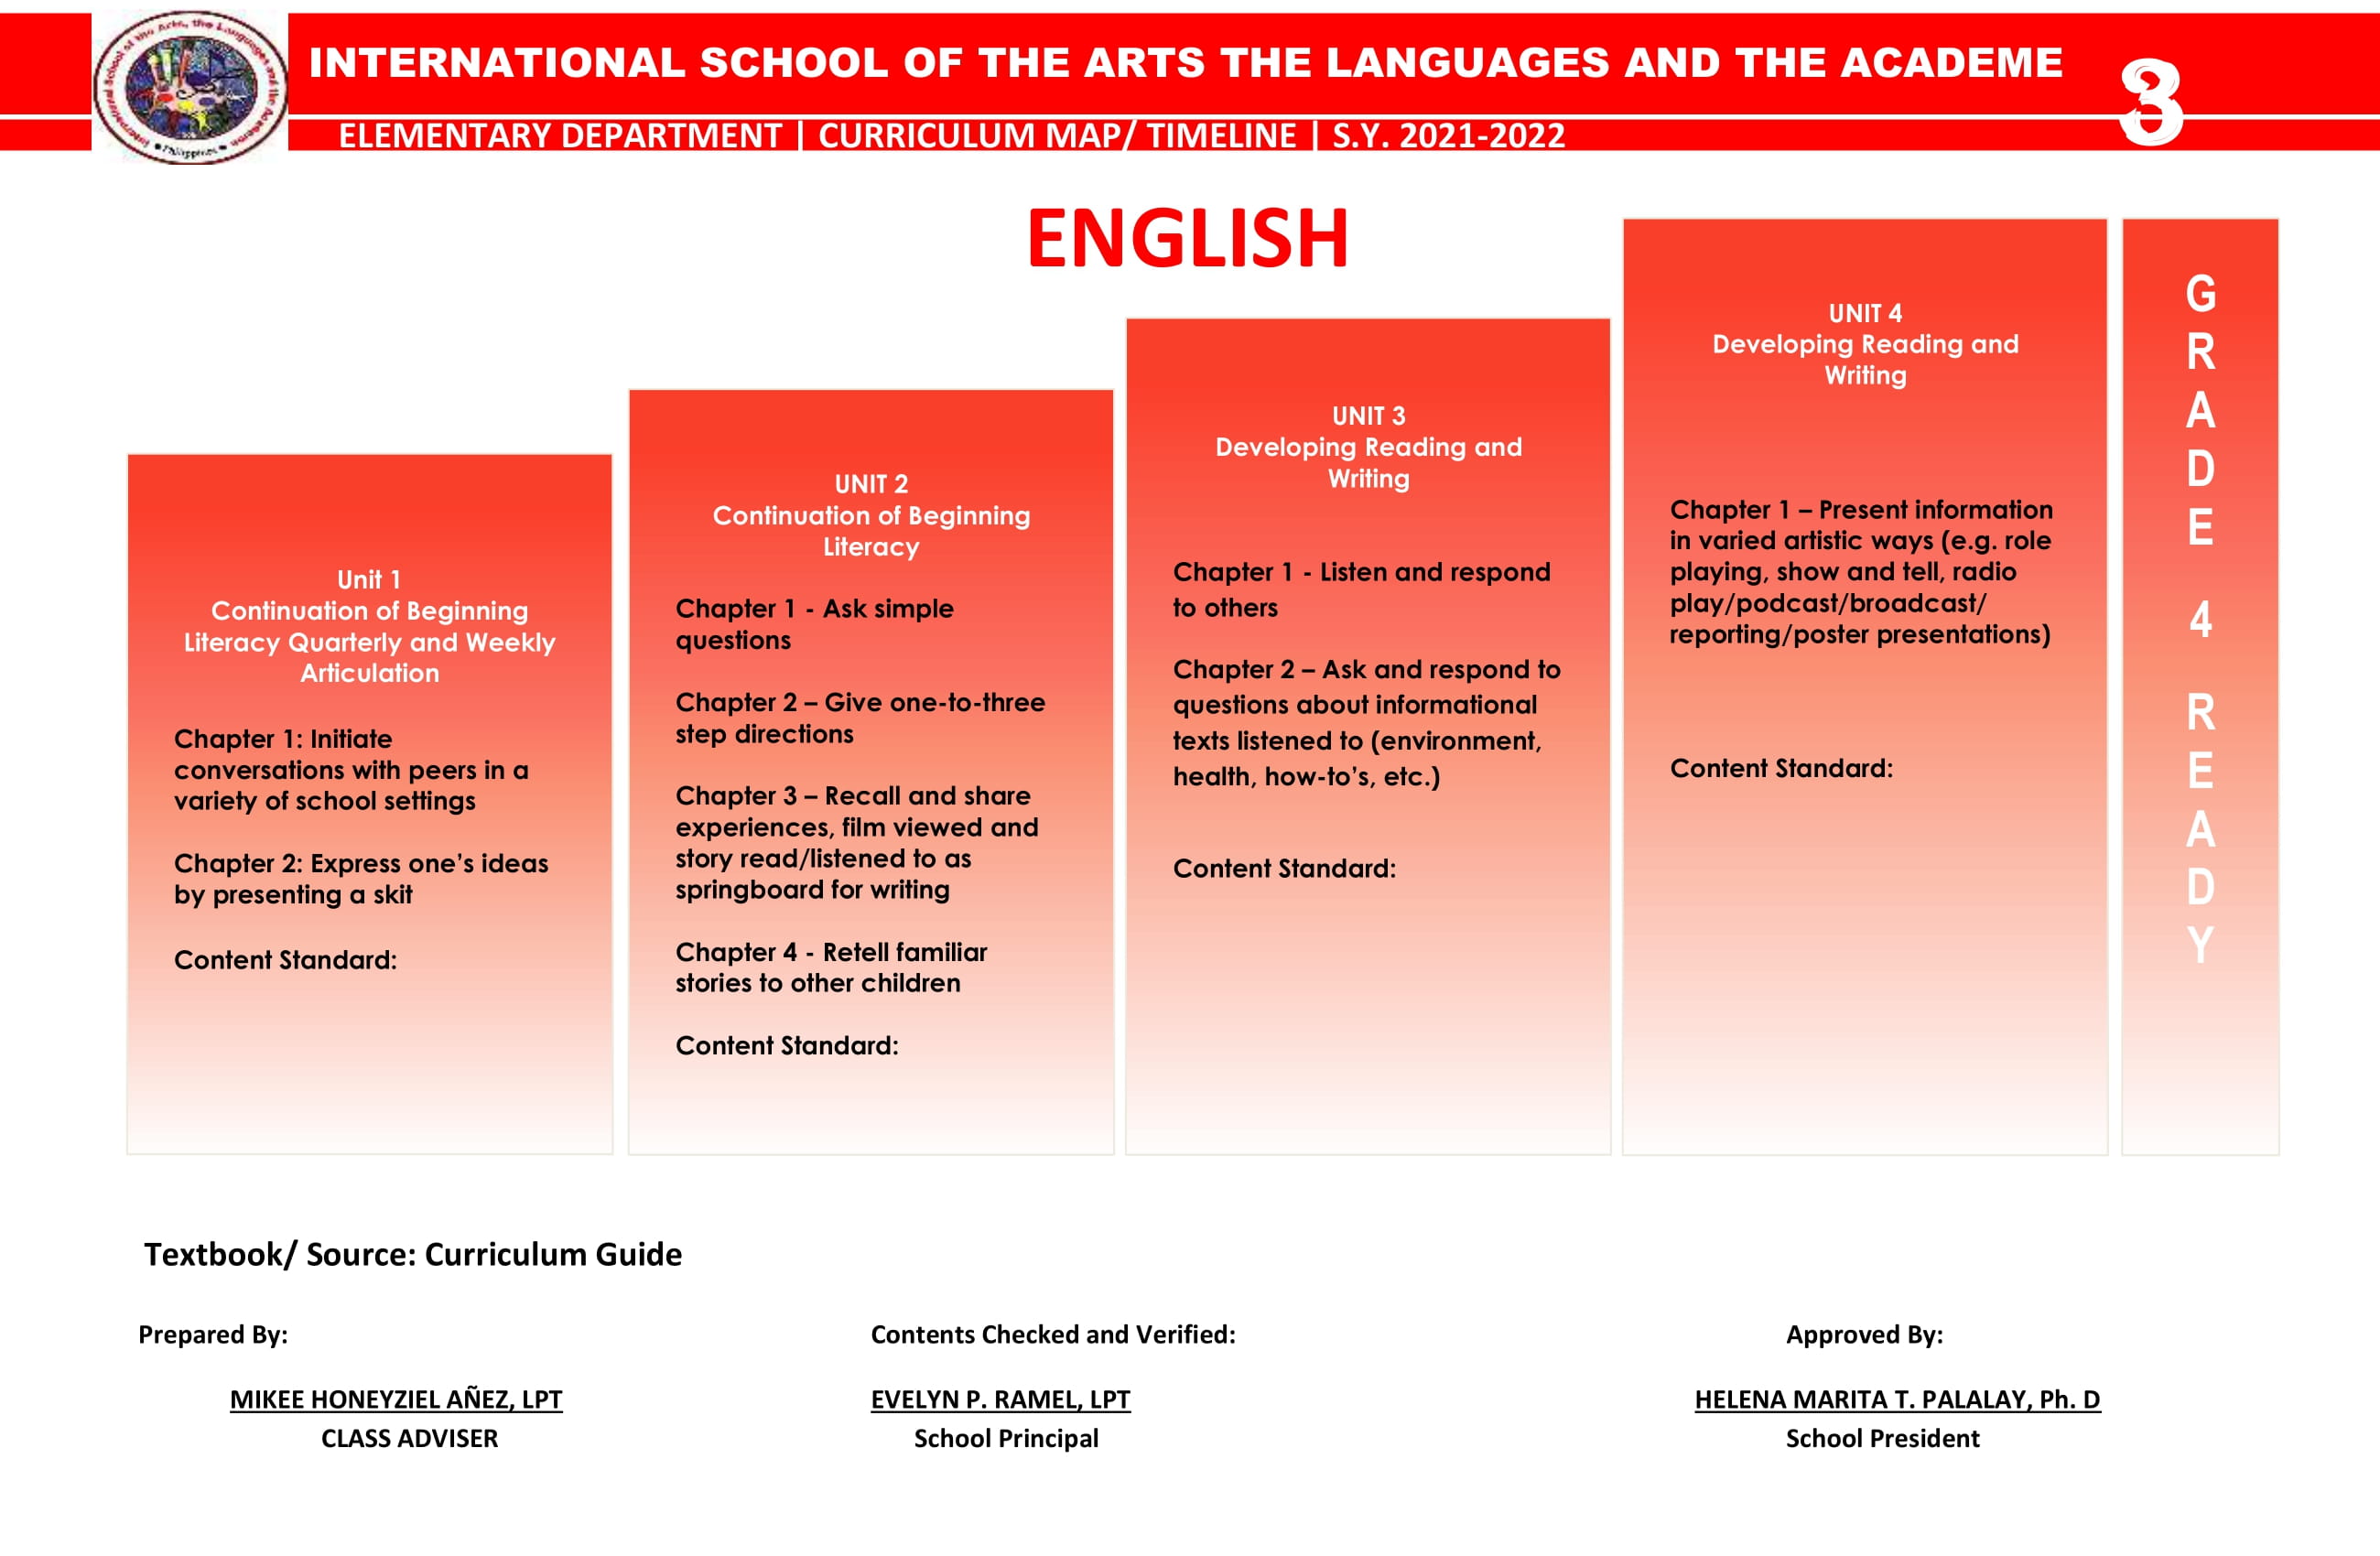 International School of the Arts, the Languages and the Academe
Philippines
INTERNATIONAL SCHOOL OF THE ARTS THE LANGUAGES AND THE ACADEME
3
ELEMENTARY DEPARTMENT | CURRICULUM MAP/ TIMELINE | S.Y. 2021-2022
ENGLISH
Unit 1
Continuation of Beginning
Literacy Quarterly and Weekly
Articulation
Chapter 1: Initiate
conversations with peers in a
variety of school settings
Chapter 2: Express one’s ideas
by presenting a skit
Content Standard:
UNIT 2
Continuation of Beginning
Literacy
Chapter 1 - Ask simple
questions
Chapter 2 – Give one-to-three
step directions
Chapter 3 – Recall and share
experiences, film viewed and
story read/listened to as
springboard for writing
Chapter 4 - Retell familiar
stories to other children
Content Standard:
UNIT 3
Developing Reading and
Writing
Chapter 1 - Listen and respond
to others
Chapter 2 – Ask and respond to
questions about informational
texts listened to (environment,
health, how-to’s, etc.)
Content Standard:
UNIT 4
Developing Reading and
Writing
Chapter 1 – Present information
in varied artistic ways (e.g. role
playing, show and tell, radio
play/podcast/broadcast/
reporting/poster presentations)
Content Standard:
G
R
A
D
E
4
R
E
A
D
Y
Textbook/ Source: Curriculum Guide
Prepared By:
Contents Checked and Verified:
Approved By:
MIKEE HONEYZIEL AÑEZ, LPT
EVELYN P. RAMEL, LPT
HELENA MARITA T. PALALAY, Ph. D
CLASS ADVISER
School Principal
School President